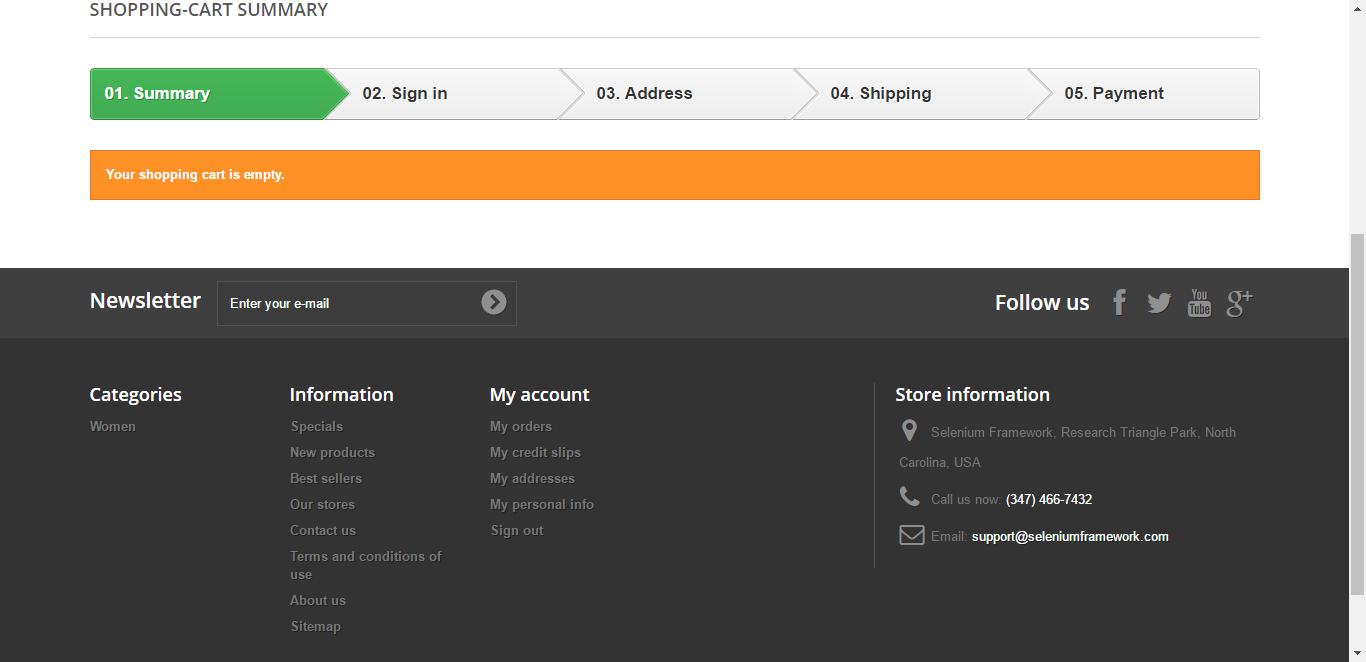 SHOPPING-CART SUMMARY
01. Summary
02. Sign in
03. Address
04. Shipping
05. Payment
Your shopping cart is empty.
Newsletter
Enter your e-mail
Follow us
You
Tube
g+
Categories
Women
Information
Specials
New products
Best sellers
Our stores
Contact us
Terms and conditions of
use
About us
Sitemap
My account
My orders
My credit slips
My addresses
My personal info
Sign out
Store information
Selenium Framework, Research Triangle Park, North
Carolina, USA
Call us now: (347) 466-7432
Email: support@seleniumframework.com